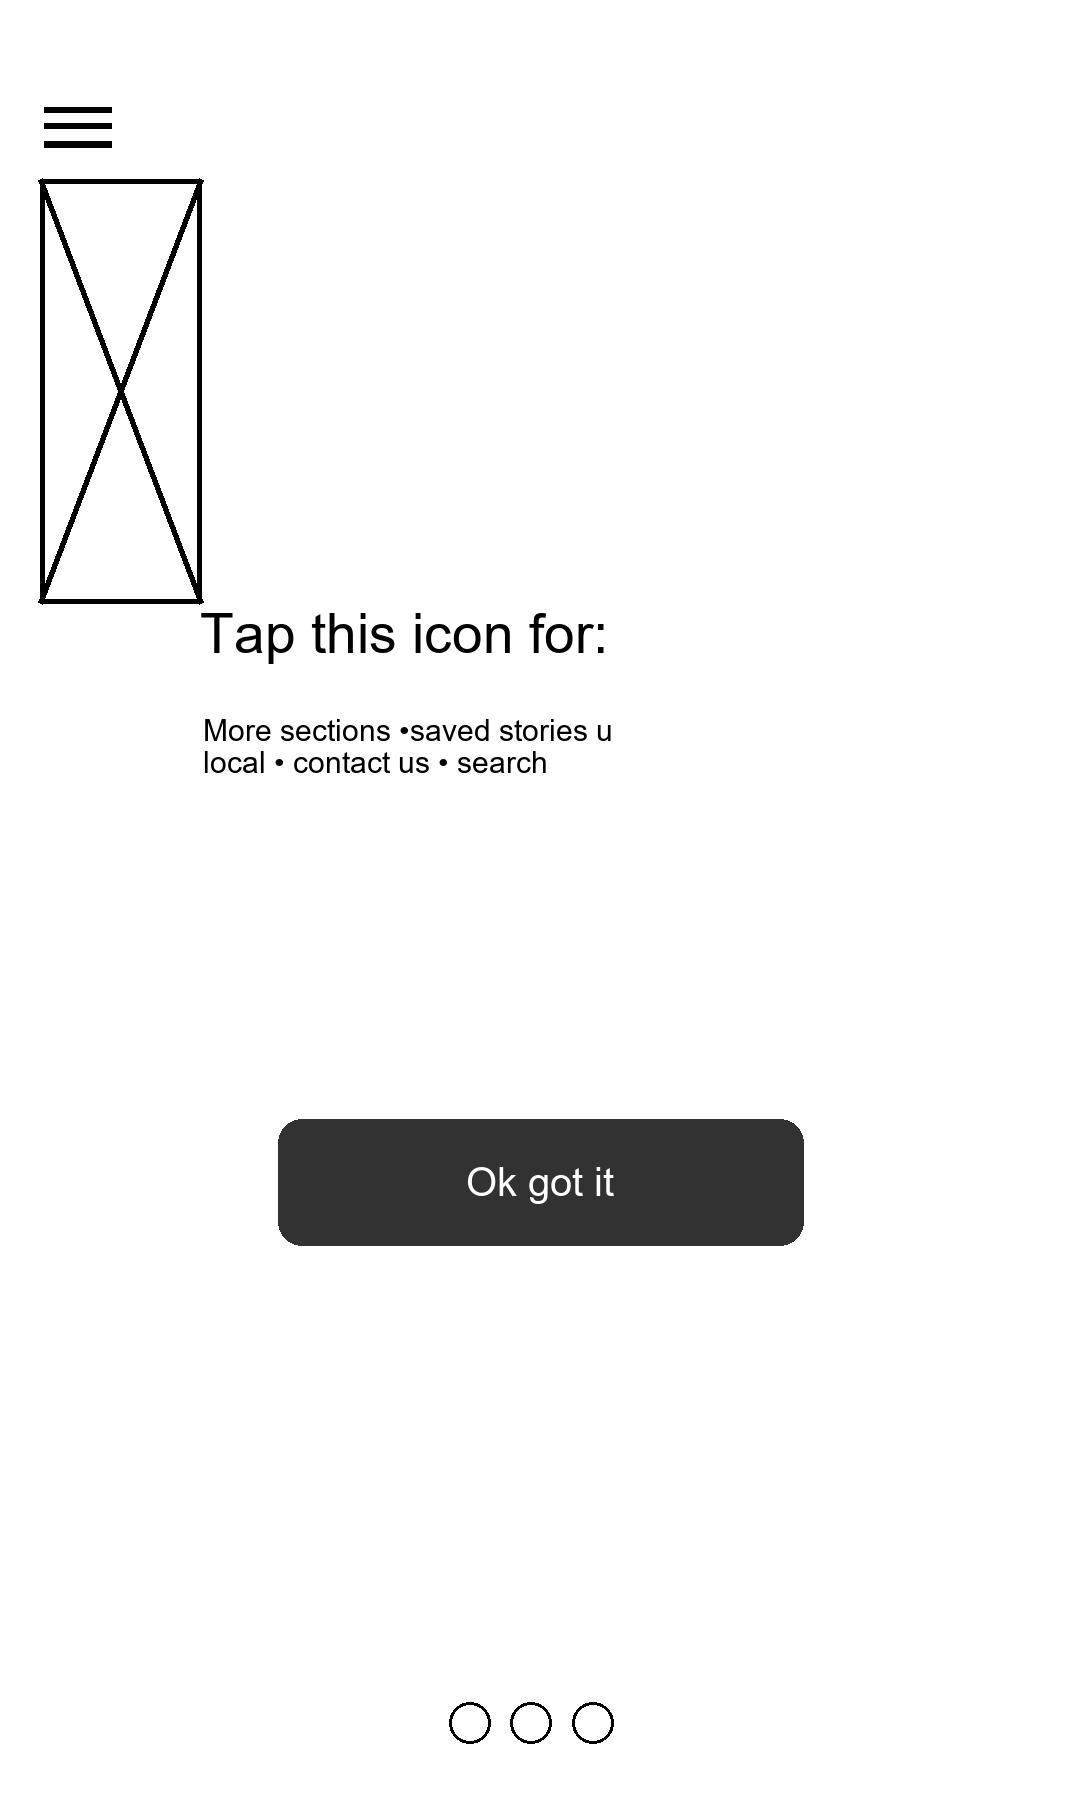 Tap this icon for:
More sections •saved stories u
local • contact us • search
Ok got it